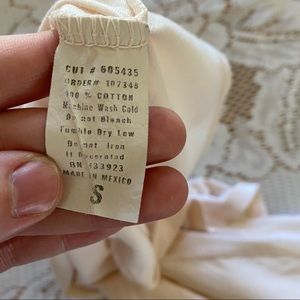 CUT # 605435
ORDER# 107348
100 % COTTON
Machine Wash Cold
Do not Bleach
Tumble Dry Low
Do not Iron
If Decorated
RN #33923
MADE IN MEXICO
S